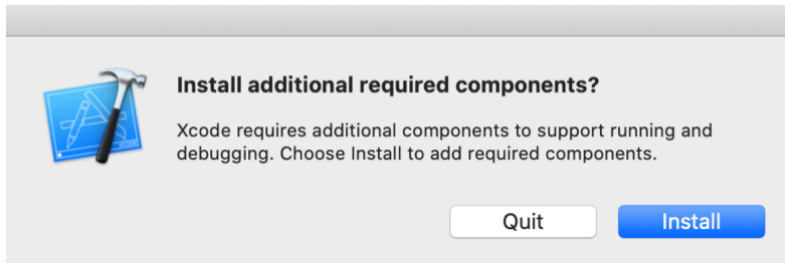 Install additional required components?
Xcode requires additional components to support running and
debugging. Choose Install to add required components.
Quit
Install